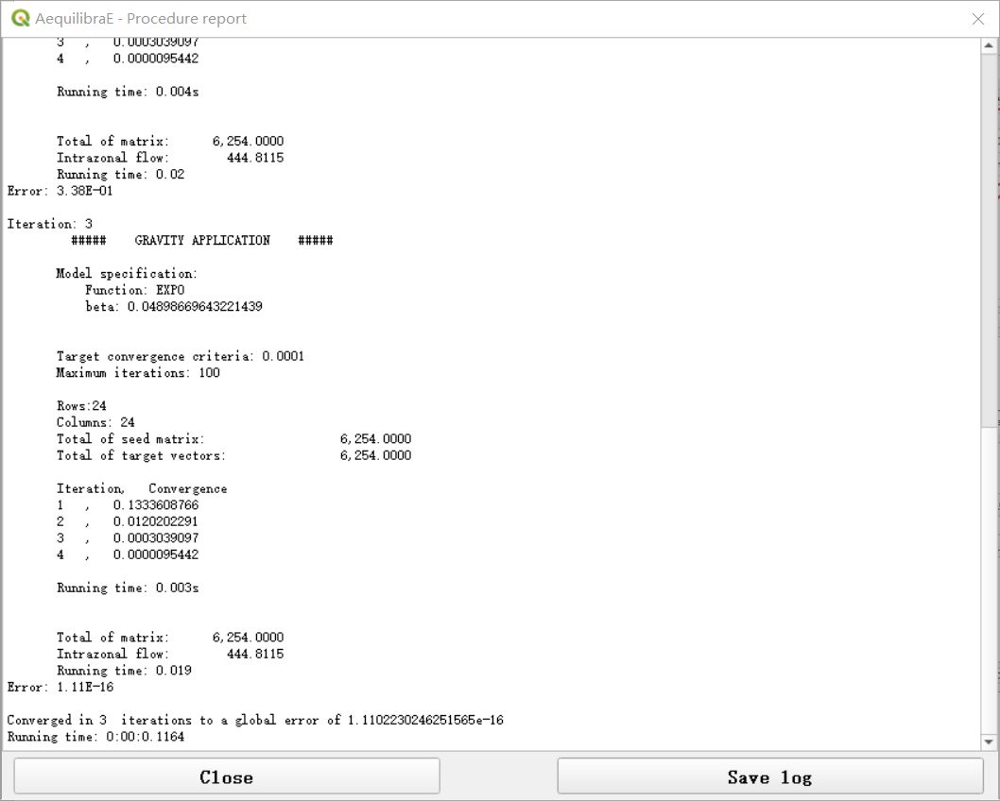 AequilibraE - Procedure report
3 , 0.0003039097
4 , 0.0000095442
Running time: 0.004s
Total of matrix: 6,254.0000
Intrazonal flow: 444.8115
Running time: 0.02
Error: 3.38E-01
Iteration: 3
##### GRAVITY APPLICATION #####
Model specification:
Function: EXPO
beta: 0.04898669643221439
Target convergence criteria: 0.0001
Maximum iterations: 100
Rows:24
Columns: 24
Total of seed matrix: 6,254.0000
Total of target vectors: 6,254.0000
Iteration, Convergence
1 , 0.1333608766
2 , 0.0120202291
3 , 0.0003039097
4 , 0.0000095442
Running time: 0.003s
Total of matrix: 6,254.0000
Intrazonal flow: 444.8115
Running time: 0.019
Error: 1.11E-16
Converged in 3 iterations to a global error of 1.1102230246251565e-16
Running time: 0:00:0.1164
Close
Save log